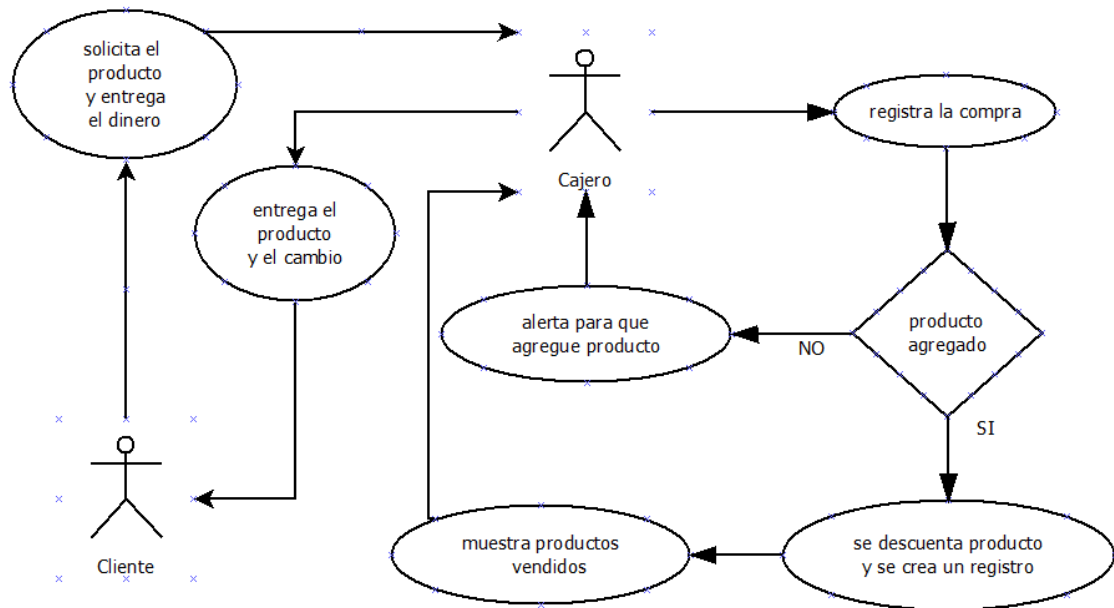 solicita el
producto
y entrega
el dinero
Cajero
registra la compra
entrega el
producto
y el cambio
alerta para que
agregue producto
NO
producto
agregado
SI
Cliente
muestra productos
vendidos
se descuenta producto
y se crea un registro